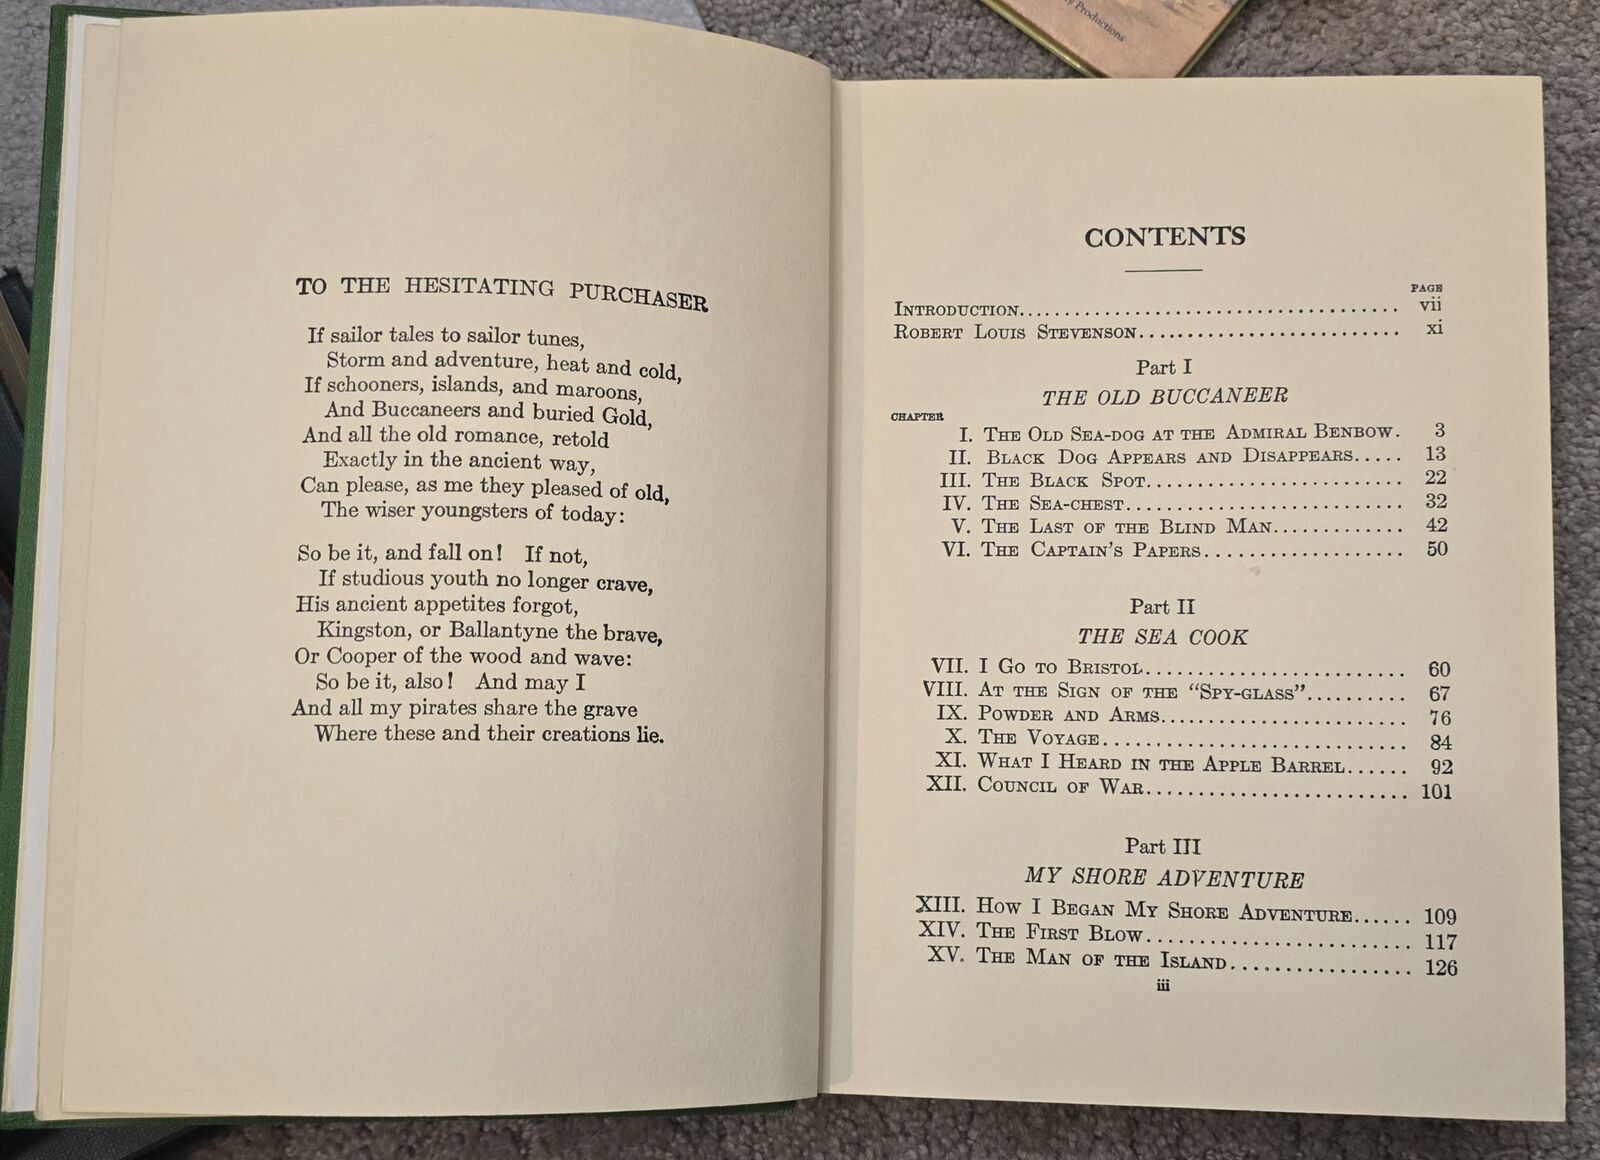 y Productions
TO THE HESITATING PURCHASER
If sailor tales to sailor tunes,
Storm and adventure, heat and cold,
If schooners, islands, and maroons,
And Buccaneers and buried Gold,
And all the old romance, retold
Exactly in the ancient way,
Can please, as me they pleased of old,
The wiser youngsters of today:
So be it, and fall on! If not,
If studious youth no longer crave,
His ancient appetites forgot,
Kingston, or Ballantyne the brave,
Or Cooper of the wood and wave:
So be it, also! And may I
And all my pirates share the grave
Where these and their creations lie.
CONTENTS
PAGE
INTRODUCTION........................................ vii
ROBERT LOUIS STEVENSON............................ xi
Part I
THE OLD BUCCANEER
CHAPTER
I. THE OLD SEA-DOG AT THE ADMIRAL BENBOW. 3
II. BLACK DOG APPEARS AND DISAPPEARS..... 13
III. THE BLACK SPOT........................ 22
IV. THE SEA-CHEST.......................... 32
V. THE LAST OF THE BLIND MAN............. 42
VI. THE CAPTAIN'S PAPERS................... 50
Part II
THE SEA COOK
VII. I GO TO BRISTOL......................... 60
VIII. AT THE SIGN OF THE "SPY-GLASS".......... 67
IX. POWDER AND ARMS....................... 76
X. THE VOYAGE............................. 84
XI. WHAT I HEARD IN THE APPLE BARREL...... 92
XII. COUNCIL OF WAR......................... 101
Part III
MY SHORE ADVENTURE
XIII. HOW I BEGAN MY SHORE ADVENTURE...... 109
XIV. THE FIRST BLOW......................... 117
XV. THE MAN OF THE ISLAND................. 126
iii